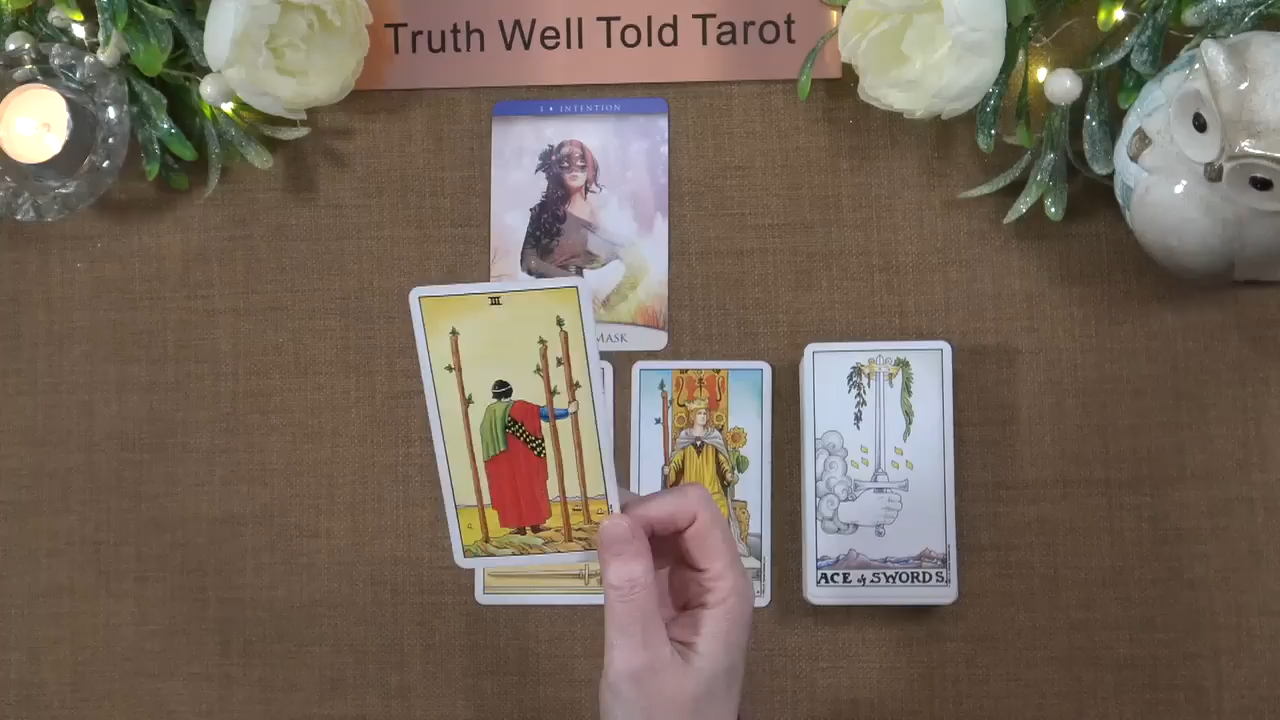 Truth Well Told Tarot
1 • INTENTION
MASK
III
ACE of SWORDS